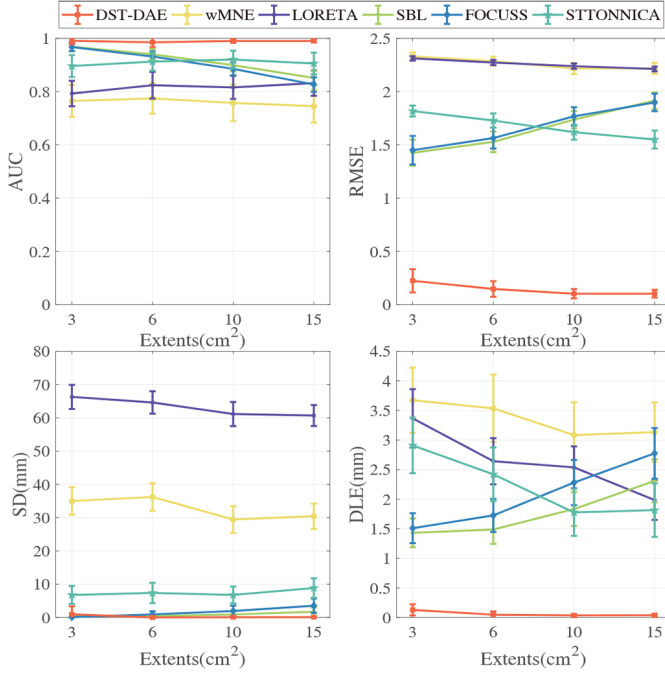 DST-DAE wMNE LORETA SBL FOCUSS STTONNICA
1
0.8
0.6
0.4
0.2
0
AUC
3 6 10 15
Extents(cm²)
2.5
2
1.5
1
0.5
0
RMSE
3 6 10 15
Extents(cm²)
80
70
60
50
40
30
20
10
0
SD(mm)
3 6 10 15
Extents(cm²)
4.5
4
3.5
3
2.5
2
1.5
1
0.5
0
DLE(mm)
3 6 10 15
Extents(cm²)